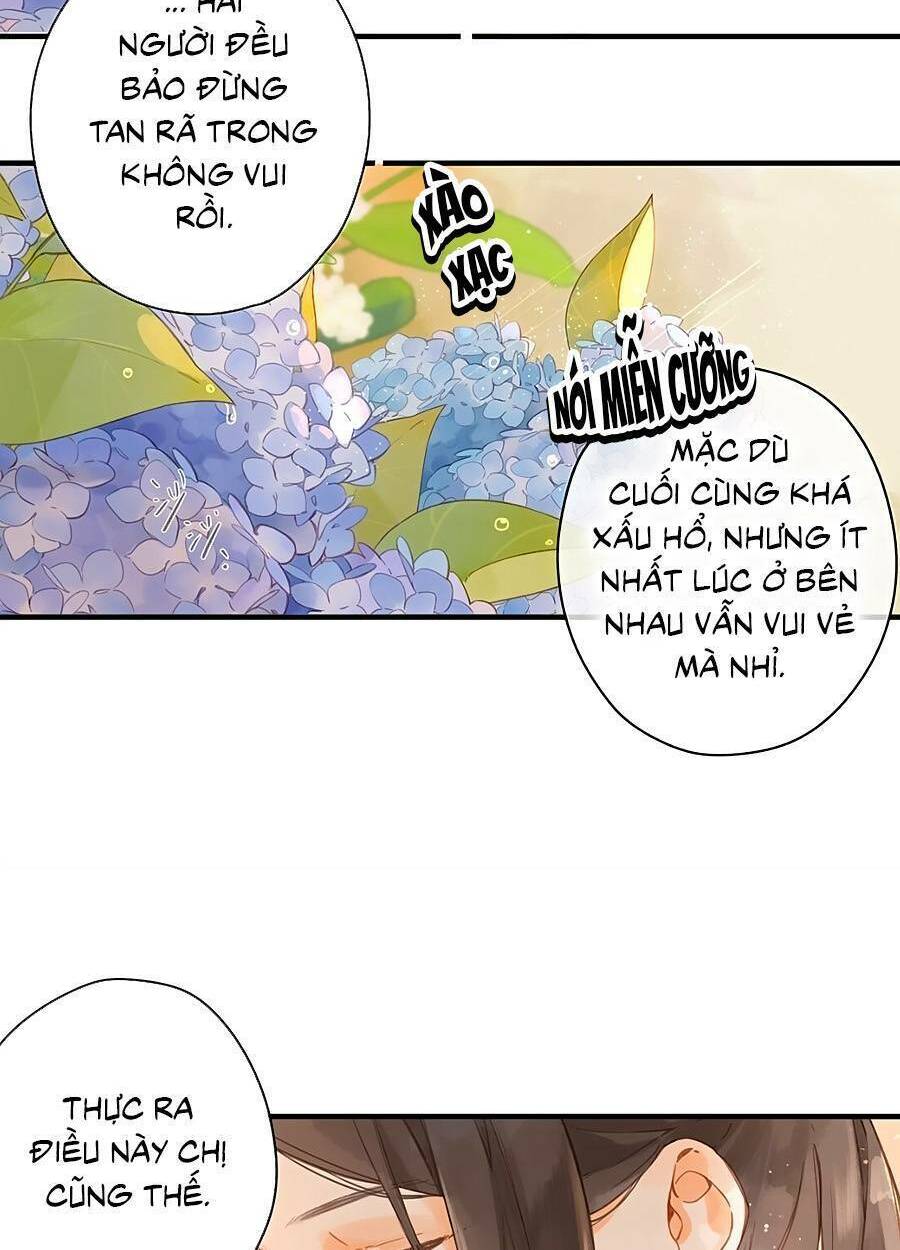 ... HAI
NGƯỜI ĐỀU
BẢO ĐỪNG
TAN RÃ TRONG
KHÔNG VUI
RỒI.
XÀO
XẠC
NÓI MIỄN CƯỠNG
MẶC DÙ
CUỐI CÙNG KHÁ
XẤU HỔ, NHƯNG ÍT
NHẤT LÚC Ở BÊN
NHAU VẪN VUI VẺ
MÀ NHỈ.
THỰC RA
ĐIỀU NÀY CHỊ
CŨNG THẾ.